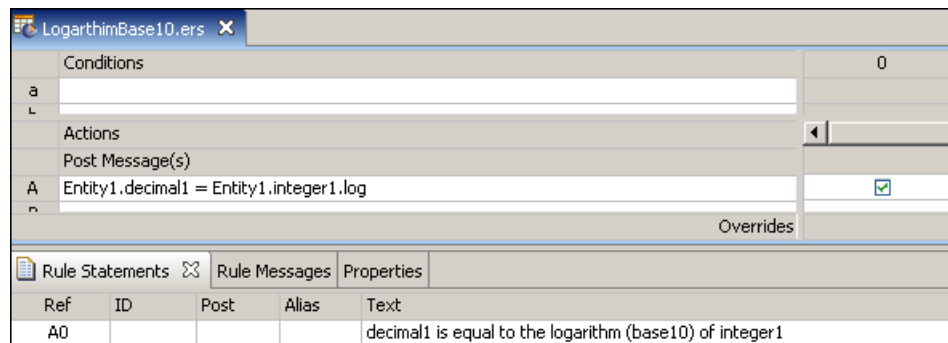 LogarthimBase10.ers
Conditions 0
a
Actions
Post Message(s)
A Entity1.decimal1 = Entity1.integer1.log
Overrides
Rule Statements Rule Messages Properties
Ref ID Post Alias Text
A0 decimal1 is equal to the logarithm (base10) of integer1